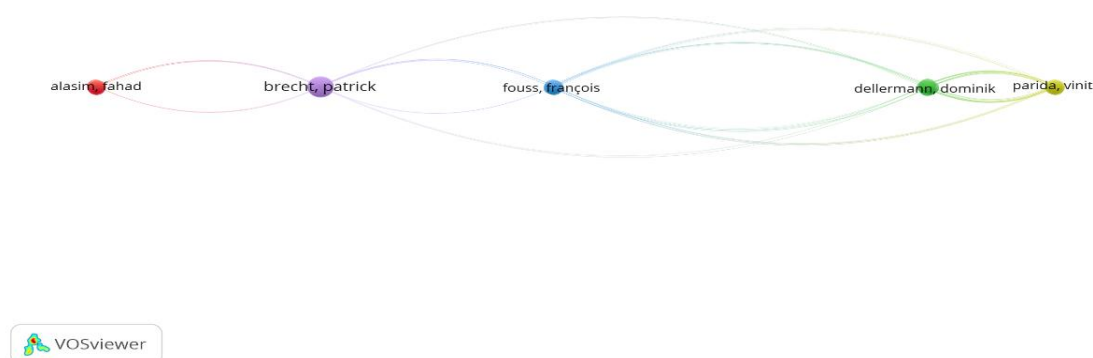 alasim, fahad
brecht, patrick
fouss, françois
dellermann, dominik
parida, vinit
VOSviewer